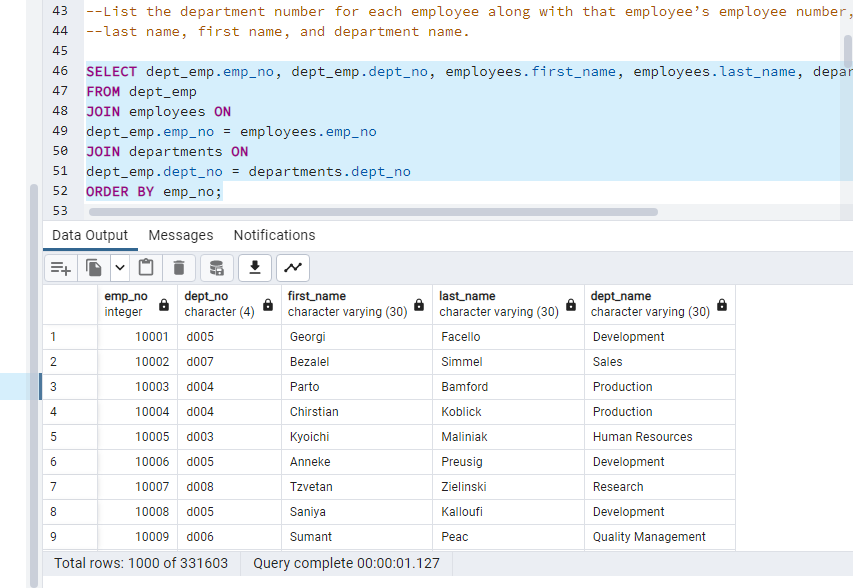 43 --List the department number for each employee along with that employee’s employee number,
44 --last name, first name, and department name.
45
46 SELECT dept_emp.emp_no, dept_emp.dept_no, employees.first_name, employees.last_name,
47 FROM dept_emp
48 JOIN employees ON
49 dept_emp.emp_no = employees.emp_no
50 JOIN departments ON
51 dept_emp.dept_no = departments.dept_no
52 ORDER BY emp_no;
53
Data Output Messages Notifications
emp_no dept_no first_name last_name dept_name
integer character (4) character varying (30) character varying (30) character varying (30)
1 10001 d005 Georgi Facello Development
2 10002 d007 Bezalel Simmel Sales
3 10003 d004 Parto Bamford Production
4 10004 d004 Chirstian Koblick Production
5 10005 d003 Kyoichi Maliniak Human Resources
6 10006 d005 Anneke Preusig Development
7 10007 d008 Tzvetan Zielinski Research
8 10008 d005 Saniya Kalloufi Development
9 10009 d006 Sumant Peac Quality Management
Total rows: 1000 of 331603 Query complete 00:00:01.127